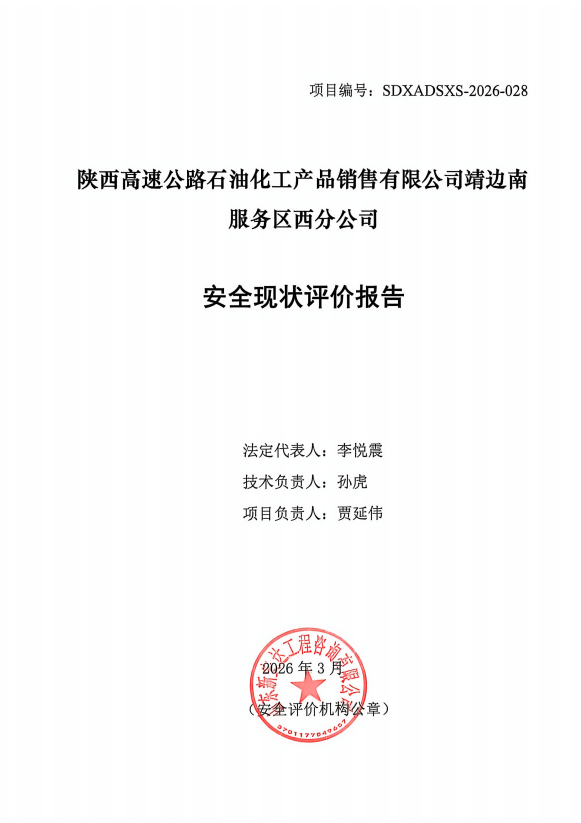 项目编号：SDXADSXS-2026-028
陕西高速公路石油化工产品销售有限公司靖边南
服务区西分公司
安全现状评价报告
法定代表人：李悦震
技术负责人：孙虎
项目负责人：贾延伟
2026 年 3 月
（安全评价机构公章）